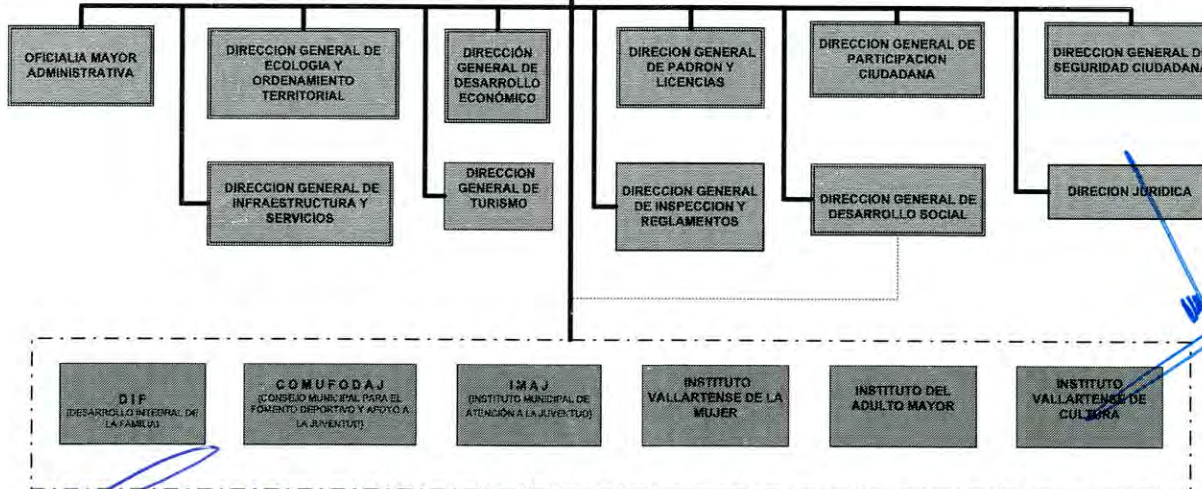 OFICIALIA MAYOR
ADMINISTRATIVA
DIRECCION GENERAL DE
ECOLOGIA Y
ORDENAMIENTO
TERRITORIAL
DIRECCIÓN
GENERAL DE
DESARROLLO
ECONÓMICO
DIRECION GENERAL
DE PADRON Y
LICENCIAS
DIRECCION GENERAL DE
PARTICIPACION
CIUDADANA
DIRECCION GENERAL DE
SEGURIDAD CIUDADANA
DIRECCION GENERAL DE
INFRAESTRUCTURA Y
SERVICIOS
DIRECCION
GENERAL DE
TURISMO
DIRECCION GENERAL
DE INSPECCION Y
REGLAMENTOS
DIRECCION GENERAL DE
DESARROLLO SOCIAL
DIRECION JURIDICA
DIF
(DESARROLLO INTEGRAL DE
LA FAMILIA)
COMUFODAJ
(CONSEJO MUNICIPAL PARA EL
FOMENTO DEPORTIVO Y APOYO A
LA JUVENTUD)
IMAJ
(INSTITUTO MUNICIPAL DE
ATENCIÓN A LA JUVENTUD)
INSTITUTO
VALLARTENSE DE LA
MUJER
INSTITUTO DEL
ADULTO MAYOR
INSTITUTO
VALLARTENSE DE
CULTURA